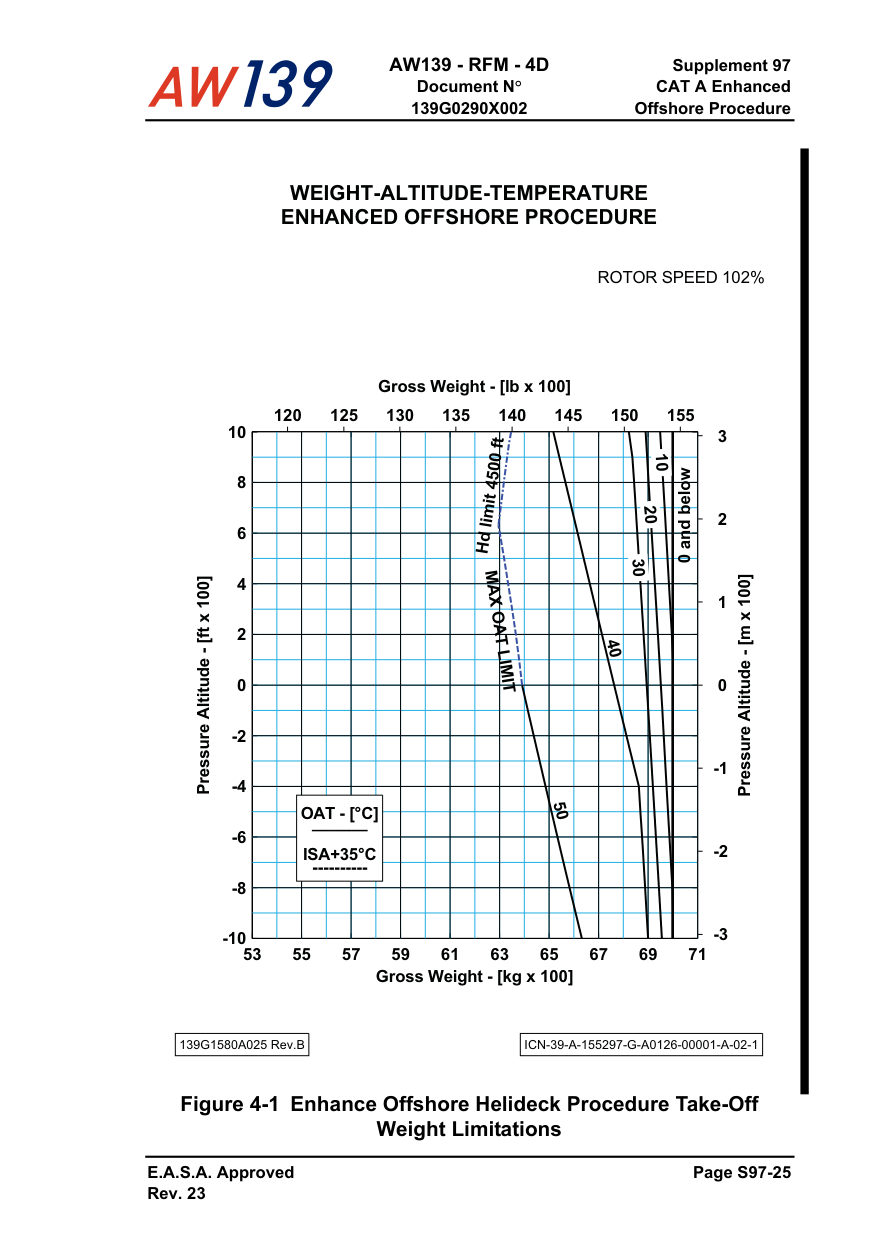 AW139
AW139 - RFM - 4D
Document N°
139G0290X002
Supplement 97
CAT A Enhanced
Offshore Procedure
WEIGHT-ALTITUDE-TEMPERATURE
ENHANCED OFFSHORE PROCEDURE
ROTOR SPEED 102%
Gross Weight - [lb x 100]
120 125 130 135 140 145 150 155
10
8
6
4
2
0
-2
-4
-6
-8
-10
Pressure Altitude - [ft x 100]
Hd limit 4500 ft
MAX OAT LIMIT
50
40
30
20
10
0 and below
3
2
1
0
-1
-2
-3
Pressure Altitude - [m x 100]
OAT - [°C]
ISA+35°C
53 55 57 59 61 63 65 67 69 71
Gross Weight - [kg x 100]
139G1580A025 Rev.B
ICN-39-A-155297-G-A0126-00001-A-02-1
Figure 4-1 Enhance Offshore Helideck Procedure Take-Off
Weight Limitations
E.A.S.A. Approved
Rev. 23
Page S97-25